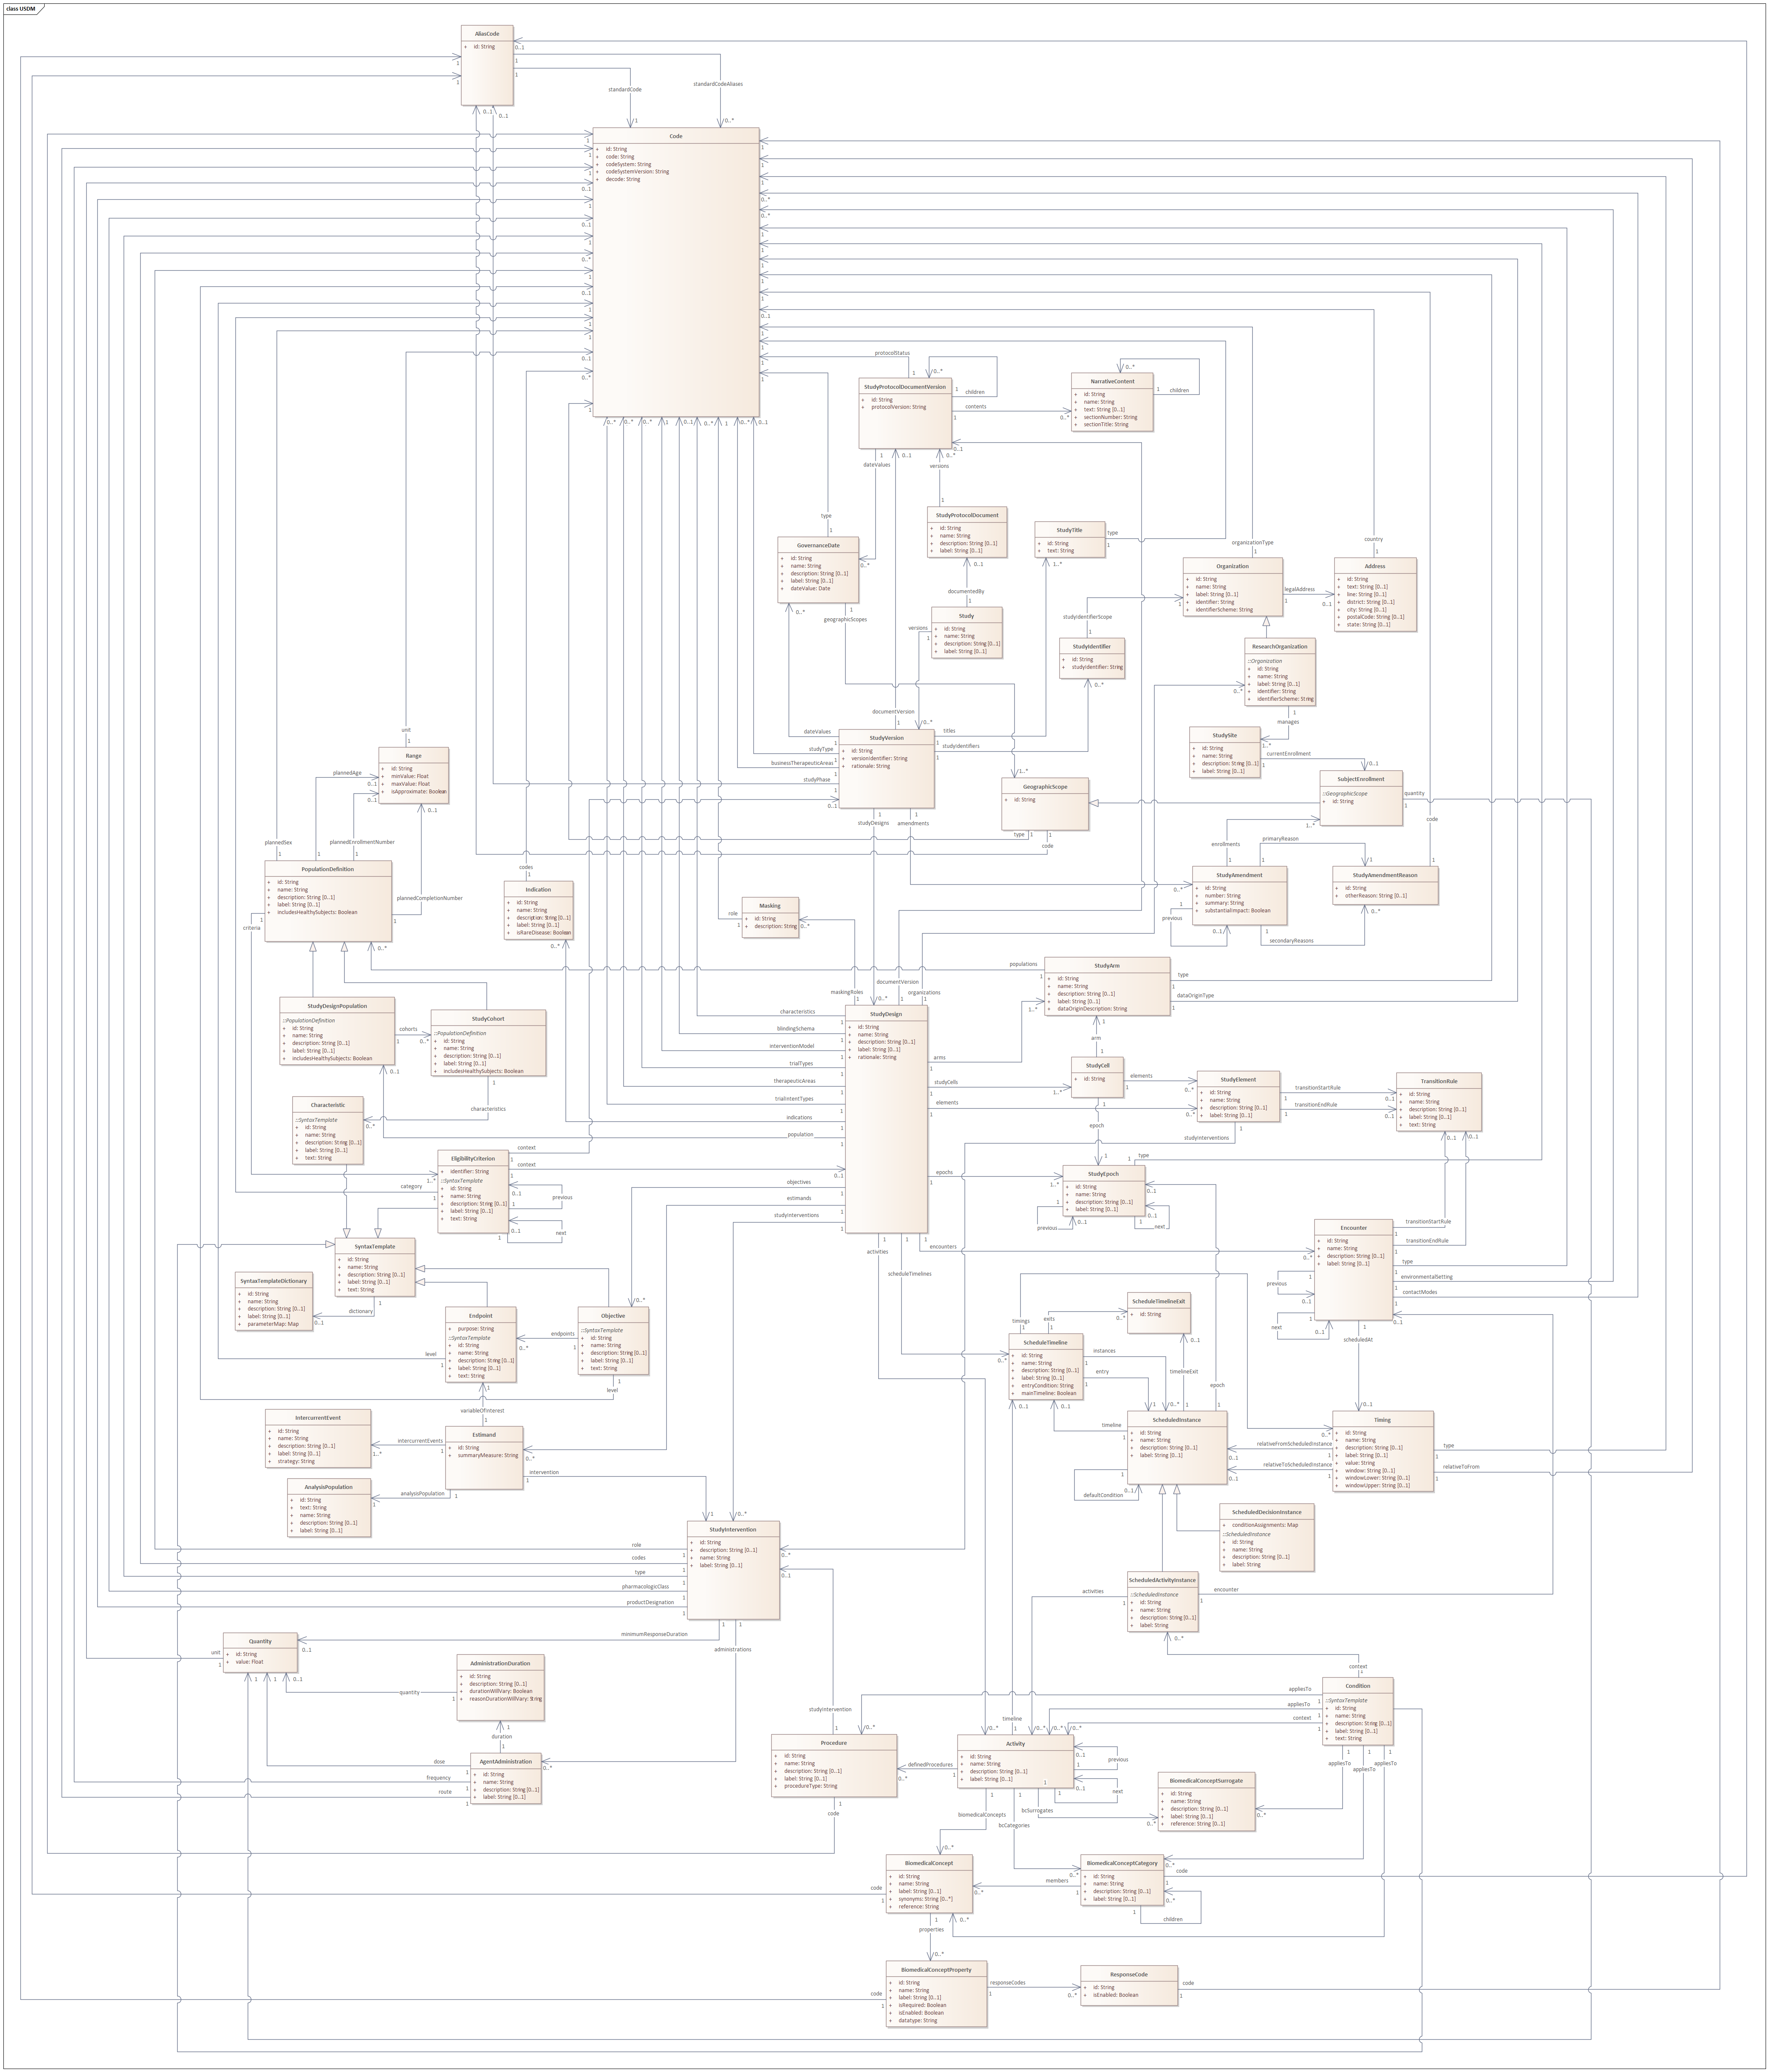 class USDM
AliasCode
+ id: String
standardCode
standardCodeAliases
Code
+ id: String
+ code: String
+ codeSystem: String
+ codeSystemVersion: String
+ decode: String
protocolStatus
StudyProtocolDocumentVersion
+ id: String
+ protocolVersion: String
children
contents
NarrativeContent
+ id: String
+ name: String
+ text: String [0..1]
+ sectionNumber: String
+ sectionTitle: String
children
dateValues
versions
type
StudyProtocolDocument
+ id: String
+ name: String
+ description: String [0..1]
+ label: String [0..1]
StudyTitle
+ id: String
+ text: String
type
GovernanceDate
+ id: String
+ name: String
+ description: String [0..1]
+ label: String [0..1]
+ dateValue: Date
geographicScopes
documentedBy
Study
+ id: String
+ name: String
+ description: String [0..1]
+ label: String [0..1]
versions
organizationType
Organization
+ id: String
+ name: String
+ label: String [0..1]
+ identifier: String
+ identifierScheme: String
legalAddress
country
Address
+ id: String
+ text: String [0..1]
+ line: String [0..1]
+ district: String [0..1]
+ city: String [0..1]
+ postalCode: String [0..1]
+ state: String [0..1]
studyIdentifierScope
StudyIdentifier
+ id: String
+ studyIdentifier: String
ResearchOrganization
::Organization
+ id: String
+ name: String
+ label: String [0..1]
+ identifier: String
+ identifierScheme: String
manages
StudySite
+ id: String
+ name: String
+ description: String [0..1]
+ label: String [0..1]
currentEnrollment
SubjectEnrollment
::GeographicScope
+ id: String
quantity
code
documentVersion
StudyVersion
+ id: String
+ versionIdentifier: String
+ rationale: String
dateValues
studyType
businessTherapeuticAreas
studyPhase
titles
studyIdentifiers
studyDesigns
amendments
GeographicScope
+ id: String
type
code
unit
Range
+ id: String
+ minValue: Float
+ maxValue: Float
+ isApproximate: Boolean
plannedAge
plannedSex
plannedEnrollmentNumber
plannedCompletionNumber
PopulationDefinition
+ id: String
+ name: String
+ description: String [0..1]
+ label: String [0..1]
+ includesHealthySubjects: Boolean
criteria
codes
Indication
+ id: String
+ name: String
+ description: String [0..1]
+ label: String [0..1]
+ isRareDisease: Boolean
role
Masking
+ id: String
+ description: String
enrollments
primaryReason
StudyAmendment
+ id: String
+ number: String
+ summary: String
+ substantialImpact: Boolean
previous
secondaryReasons
StudyAmendmentReason
+ id: String
+ otherReason: String [0..1]
populations
StudyArm
+ id: String
+ name: String
+ description: String [0..1]
+ label: String [0..1]
+ dataOriginDescription: String
type
dataOriginType
StudyDesignPopulation
::PopulationDefinition
+ id: String
+ name: String
+ description: String [0..1]
+ label: String [0..1]
+ includesHealthySubjects: Boolean
cohorts
StudyCohort
::PopulationDefinition
+ id: String
+ name: String
+ description: String [0..1]
+ label: String [0..1]
+ includesHealthySubjects: Boolean
characteristics
maskingRoles
documentVersion
organizations
StudyDesign
+ id: String
+ name: String
+ description: String [0..1]
+ label: String [0..1]
+ rationale: String
characteristics
blindingSchema
interventionModel
trialTypes
therapeuticAreas
trialIntentTypes
indications
population
objectives
estimands
studyInterventions
arms
studyCells
elements
epochs
encounters
activities
scheduleTimelines
arm
StudyCell
+ id: String
elements
epoch
StudyElement
+ id: String
+ name: String
+ description: String [0..1]
+ label: String [0..1]
transitionStartRule
transitionEndRule
studyInterventions
TransitionRule
+ id: String
+ name: String
+ description: String [0..1]
+ label: String [0..1]
+ text: String
Characteristic
::SyntaxTemplate
+ id: String
+ name: String
+ description: String [0..1]
+ label: String [0..1]
+ text: String
EligibilityCriterion
+ identifier: String
::SyntaxTemplate
+ id: String
+ name: String
+ description: String [0..1]
+ label: String [0..1]
+ text: String
context
context
category
previous
next
StudyEpoch
+ id: String
+ name: String
+ description: String [0..1]
+ label: String [0..1]
type
previous
next
Encounter
+ id: String
+ name: String
+ description: String [0..1]
+ label: String [0..1]
transitionStartRule
transitionEndRule
type
environmentalSetting
contactModes
previous
next
scheduledAt
SyntaxTemplate
+ id: String
+ name: String
+ description: String [0..1]
+ label: String [0..1]
+ text: String
dictionary
SyntaxTemplateDictionary
+ id: String
+ name: String
+ description: String [0..1]
+ label: String [0..1]
+ parameterMap: Map
Endpoint
+ purpose: String
::SyntaxTemplate
+ id: String
+ name: String
+ description: String [0..1]
+ label: String [0..1]
+ text: String
level
endpoints
Objective
::SyntaxTemplate
+ id: String
+ name: String
+ description: String [0..1]
+ label: String [0..1]
+ text: String
level
ScheduleTimelineExit
+ id: String
timings
exits
ScheduleTimeline
+ id: String
+ name: String
+ description: String [0..1]
+ label: String [0..1]
+ entryCondition: String
+ mainTimeline: Boolean
instances
entry
timelineExit
epoch
timeline
variableOfInterest
IntercurrentEvent
+ id: String
+ name: String
+ description: String [0..1]
+ label: String [0..1]
+ strategy: String
intercurrentEvents
Estimand
+ id: String
+ summaryMeasure: String
intervention
analysisPopulation
AnalysisPopulation
+ id: String
+ text: String
+ name: String
+ description: String [0..1]
+ label: String [0..1]
ScheduledInstance
+ id: String
+ name: String
+ description: String [0..1]
+ label: String [0..1]
defaultCondition
relativeFromScheduledInstance
relativeToScheduledInstance
Timing
+ id: String
+ name: String
+ description: String [0..1]
+ label: String [0..1]
+ value: String
+ window: String [0..1]
+ windowLower: String [0..1]
+ windowUpper: String [0..1]
type
relativeToFrom
ScheduledDecisionInstance
+ conditionAssignments: Map
::ScheduledInstance
+ id: String
+ name: String
+ description: String [0..1]
+ label: String
StudyIntervention
+ id: String
+ description: String [0..1]
+ name: String
+ label: String [0..1]
role
codes
type
pharmacologicClass
productDesignation
minimumResponseDuration
administrations
ScheduledActivityInstance
::ScheduledInstance
+ id: String
+ name: String
+ description: String [0..1]
+ label: String
activities
encounter
Quantity
+ id: String
+ value: Float
unit
AdministrationDuration
+ id: String
+ description: String [0..1]
+ durationWillVary: Boolean
+ reasonDurationWillVary: String
quantity
duration
AgentAdministration
+ id: String
+ name: String
+ description: String [0..1]
+ label: String [0..1]
dose
frequency
route
studyIntervention
Procedure
+ id: String
+ name: String
+ description: String [0..1]
+ label: String [0..1]
+ procedureType: String
code
definedProcedures
timeline
Activity
+ id: String
+ name: String
+ description: String [0..1]
+ label: String [0..1]
previous
next
biomedicalConcepts
bcCategories
bcSurrogates
context
Condition
::SyntaxTemplate
+ id: String
+ name: String
+ description: String [0..1]
+ label: String [0..1]
+ text: String
appliesTo
appliesTo
context
appliesTo
appliesTo
appliesTo
BiomedicalConceptSurrogate
+ id: String
+ name: String
+ description: String [0..1]
+ label: String [0..1]
+ reference: String [0..1]
BiomedicalConcept
+ id: String
+ name: String
+ label: String [0..1]
+ synonyms: String [0..*]
+ reference: String
code
members
properties
BiomedicalConceptCategory
+ id: String
+ name: String
+ description: String [0..1]
+ label: String [0..1]
code
children
BiomedicalConceptProperty
+ id: String
+ name: String
+ label: String [0..1]
+ isRequired: Boolean
+ isEnabled: Boolean
+ datatype: String
code
responseCodes
ResponseCode
+ id: String
+ isEnabled: Boolean
code